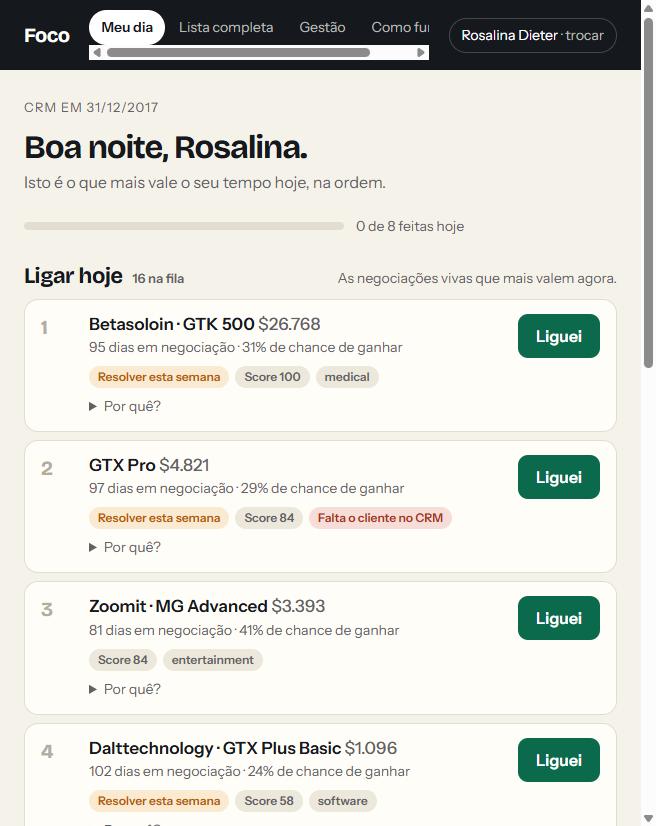 Foco
Meu dia
Lista completa
Gestão
Como fu
Rosalina Dieter · trocar
CRM EM 31/12/2017
Boa noite, Rosalina.
Isto é o que mais vale o seu tempo hoje, na ordem.
0 de 8 feitas hoje
Ligar hoje 16 na fila
As negociações vivas que mais valem agora.
1
Betasoloin · GTK 500 $26.768
95 dias em negociação · 31% de chance de ganhar
Resolver esta semana
Score 100
medical
▶ Por quê?
Liguei
2
GTX Pro $4.821
97 dias em negociação · 29% de chance de ganhar
Resolver esta semana
Score 84
Falta o cliente no CRM
▶ Por quê?
Liguei
3
Zoomit · MG Advanced $3.393
81 dias em negociação · 41% de chance de ganhar
Score 84
entertainment
▶ Por quê?
Liguei
4
Dalttechnology · GTX Plus Basic $1.096
102 dias em negociação · 24% de chance de ganhar
Resolver esta semana
Score 58
software
Liguei